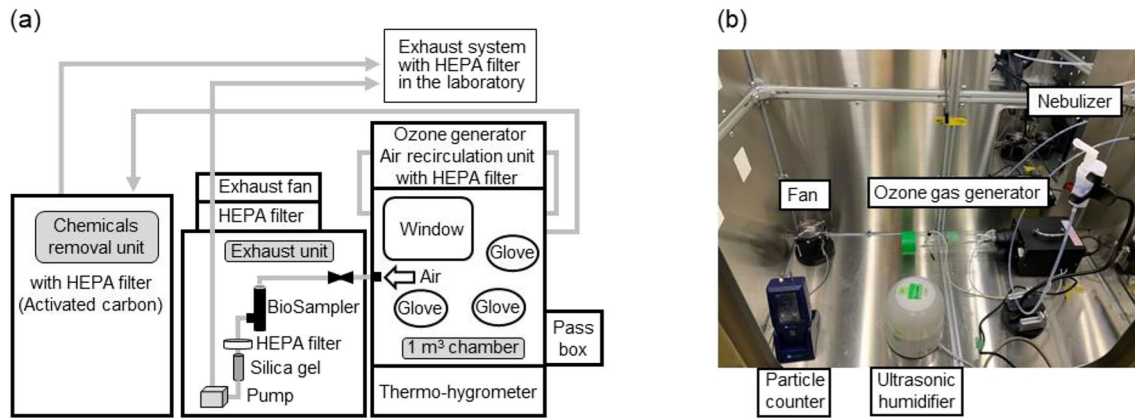 (a)
Exhaust system
with HEPA filter
in the laboratory
Ozone generator
Air recirculation unit
with HEPA filter
Exhaust fan
HEPA filter
Chemicals
removal unit
with HEPA filter
(Activated carbon)
Exhaust unit
BioSampler
HEPA filter
Silica gel
Pump
Window
Glove
Air
Glove
Glove
1 m³ chamber
Pass
box
Thermo-hygrometer
(b)
Nebulizer
Fan
Ozone gas generator
Particle
counter
Ultrasonic
humidifier